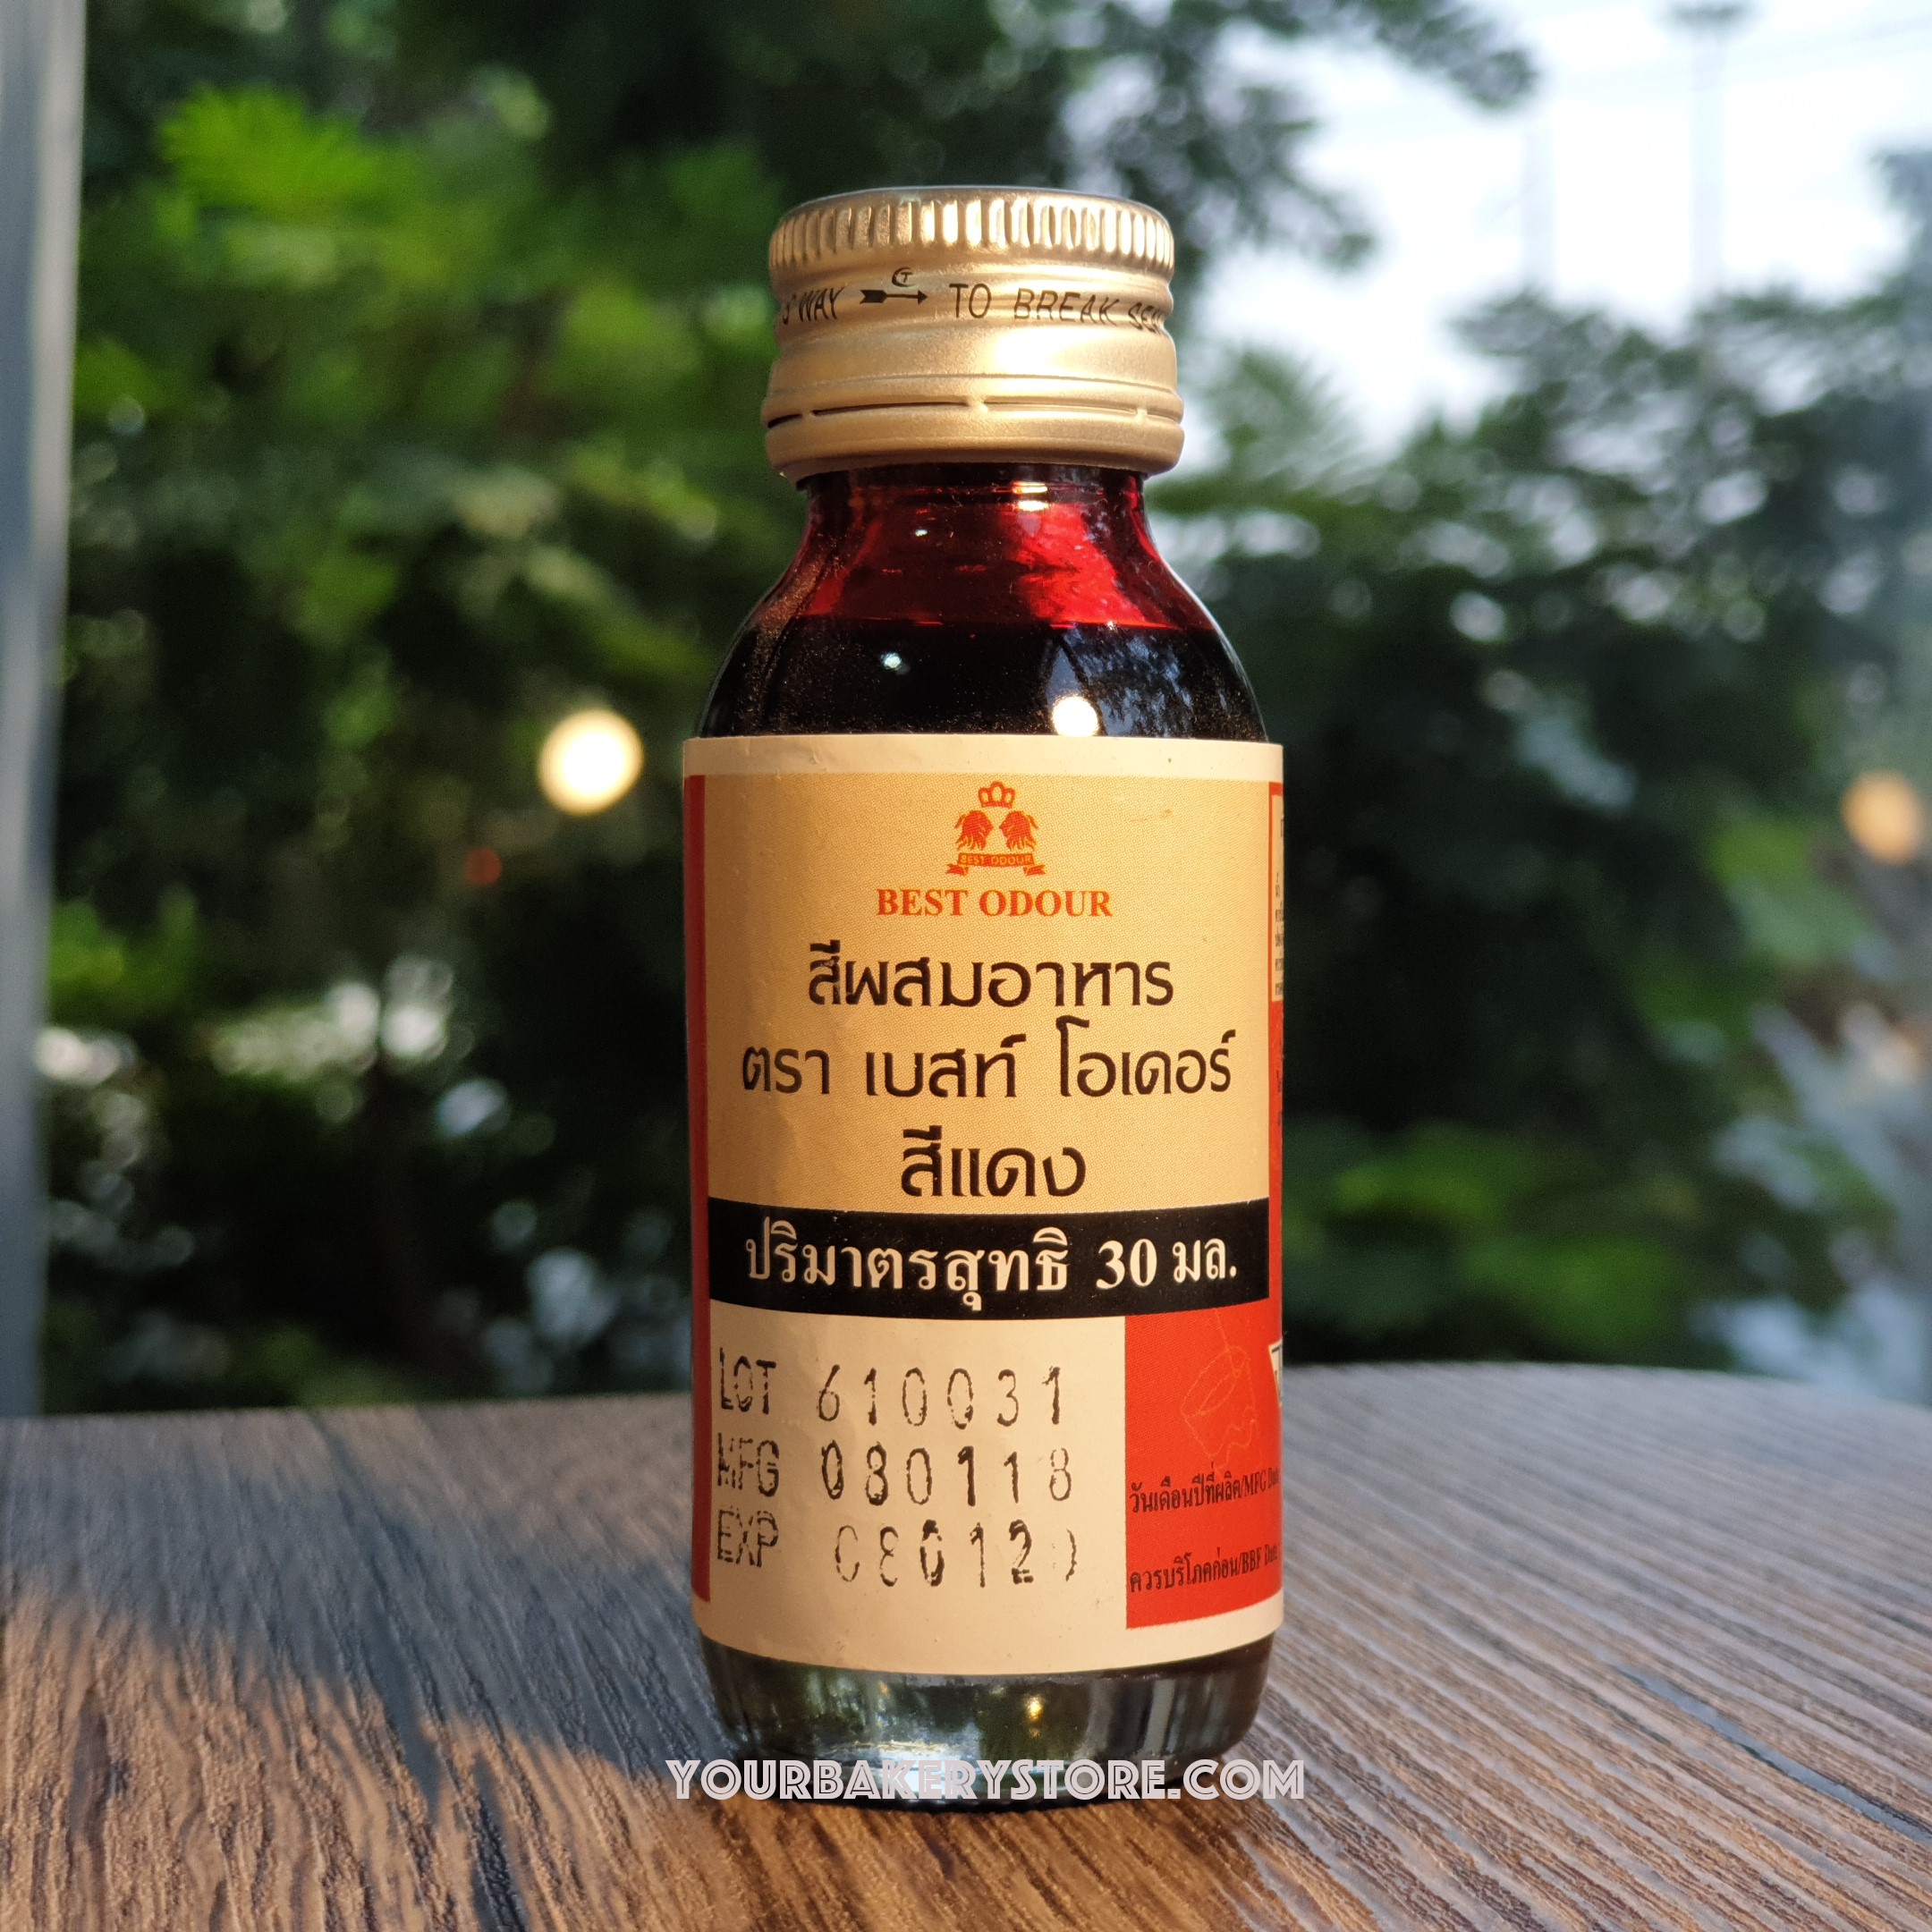 WAY CT TO BREAK
BEST ODOUR
BEST ODOUR
สีผสมอาหาร
ตรา เบสท์ โอเดอร์
สีแดง
ปริมาตรสุทธิ 30 มล.
LOT 610031
MFG 080118
EXP
วันเดือนปีที่ผลิต/MFG
ควรบริโภคก่อน/BBF
YOURBAKERYSTORE.COM